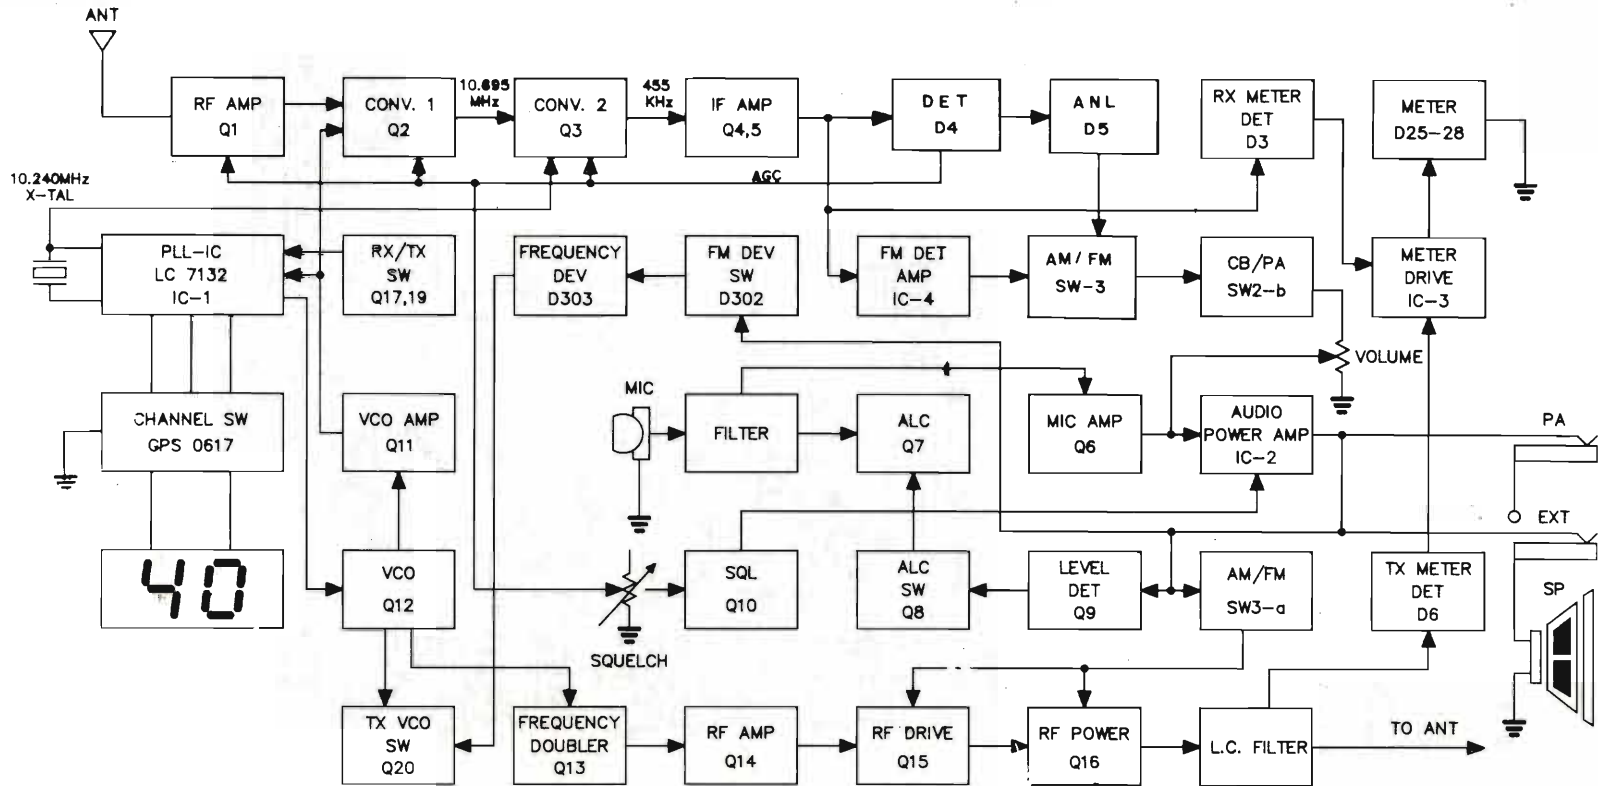 ANT
RF AMP
Q1
CONV. 1
Q2
10.695
MHz
CONV. 2
Q3
455
KHz
IF AMP
Q4,5
DET
D4
ANL
D5
RX METER
DET
D3
METER
D25-28
AGC
10.240MHz
X-TAL
PLL-IC
LC 7132
IC-1
RX/TX
SW
Q17,19
FREQUENCY
DEV
D303
FM DEV
SW
D302
FM DET
AMP
IC-4
AM/FM
SW-3
CB/PA
SW2-b
METER
DRIVE
IC-3
VOLUME
CHANNEL SW
GPS 0617
VCO AMP
Q11
MIC
FILTER
ALC
Q7
MIC AMP
Q6
AUDIO
POWER AMP
IC-2
PA
EXT
40
VCO
Q12
SQUELCH
SQL
Q10
ALC
SW
Q8
LEVEL
DET
Q9
AM/FM
SW3-a
TX METER
DET
D6
SP
TX VCO
SW
Q20
FREQUENCY
DOUBLER
Q13
RF AMP
Q14
RF DRIVE
Q15
RF POWER
Q16
L.C. FILTER
TO ANT